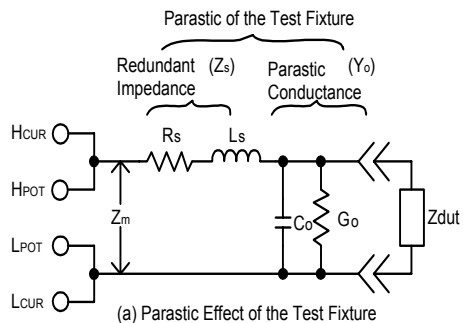 Parastic of the Test Fixture
Redundant (Zs) Parastic (Yo)
Impedance Conductance
HCUR
Rs Ls
HPOT
Zm
Co Go Zdut
LPOT
LCUR
(a) Parastic Effect of the Test Fixture